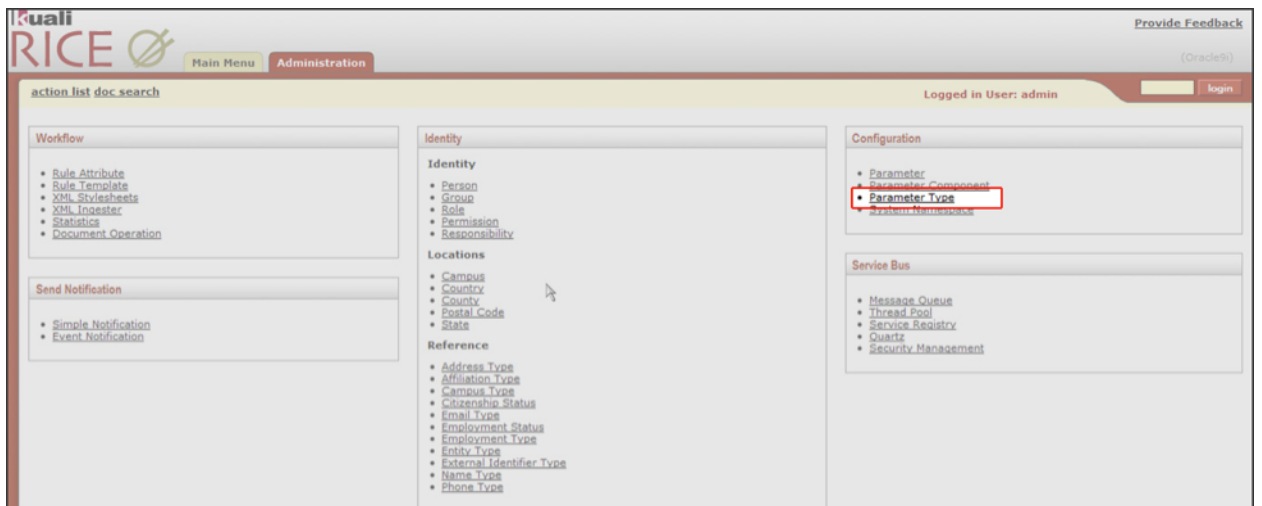 kuali
RICE
Main Menu
Administration
Provide Feedback
(Oracle9i)
action list doc search
Logged in User: admin
login
Workflow
Rule Attribute
Rule Template
XML Stylesheets
XML Ingester
Statistics
Document Operation
Send Notification
Simple Notification
Event Notification
Identity
Identity
Person
Group
Role
Permission
Responsibility
Locations
Campus
Country
County
Postal Code
State
Reference
Address Type
Affiliation Type
Campus Type
Citizenship Status
Email Type
Employment Status
Employment Type
Entity Type
External Identifier Type
Name Type
Phone Type
Configuration
Parameter
Parameter Component
Parameter Type
System Namespace
Service Bus
Message Queue
Thread Pool
Service Registry
Quartz
Security Management